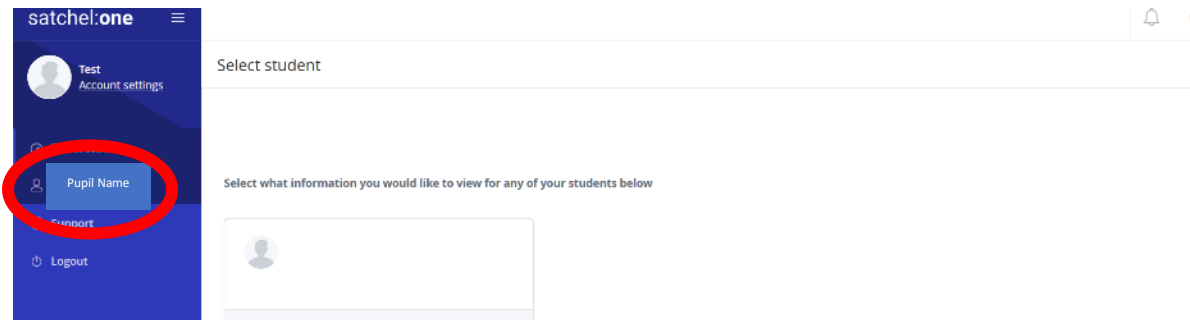 satchel:one
Test
Account settings
Select student
Pupil Name
Select what information you would like to view for any of your students below
Support
Logout